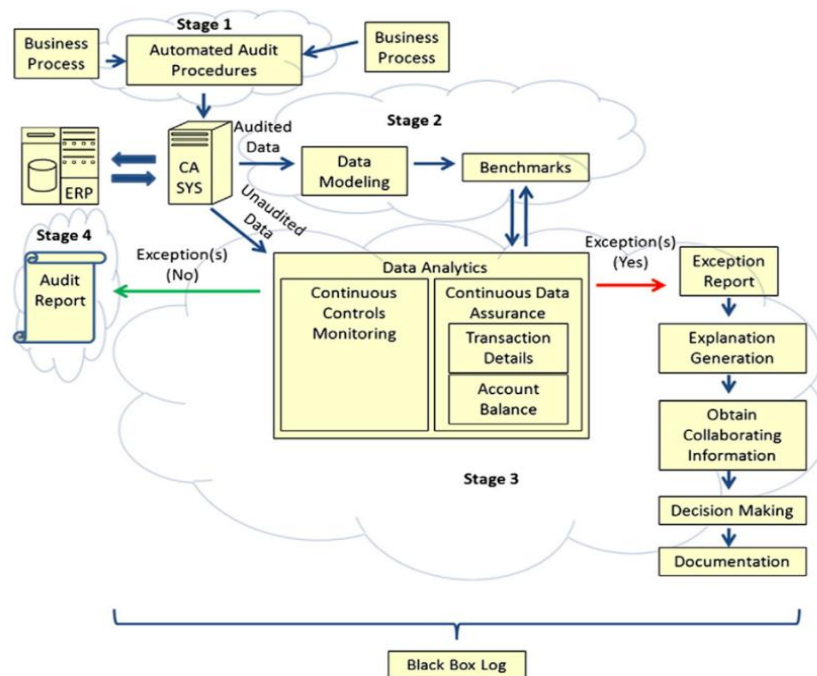 Stage 1
Business
Process
Automated Audit
Procedures
Business
Process
Stage 2
ERP
CA
SYS
Audited
Data
Data
Modeling
Benchmarks
Unaudited
Data
Stage 4
Audit
Report
Exception(s)
(No)
Data Analytics
Continuous
Controls
Monitoring
Continuous Data
Assurance
Transaction
Details
Account
Balance
Exception(s)
(Yes)
Exception
Report
Explanation
Generation
Obtain
Collaborating
Information
Stage 3
Decision Making
Documentation
Black Box Log